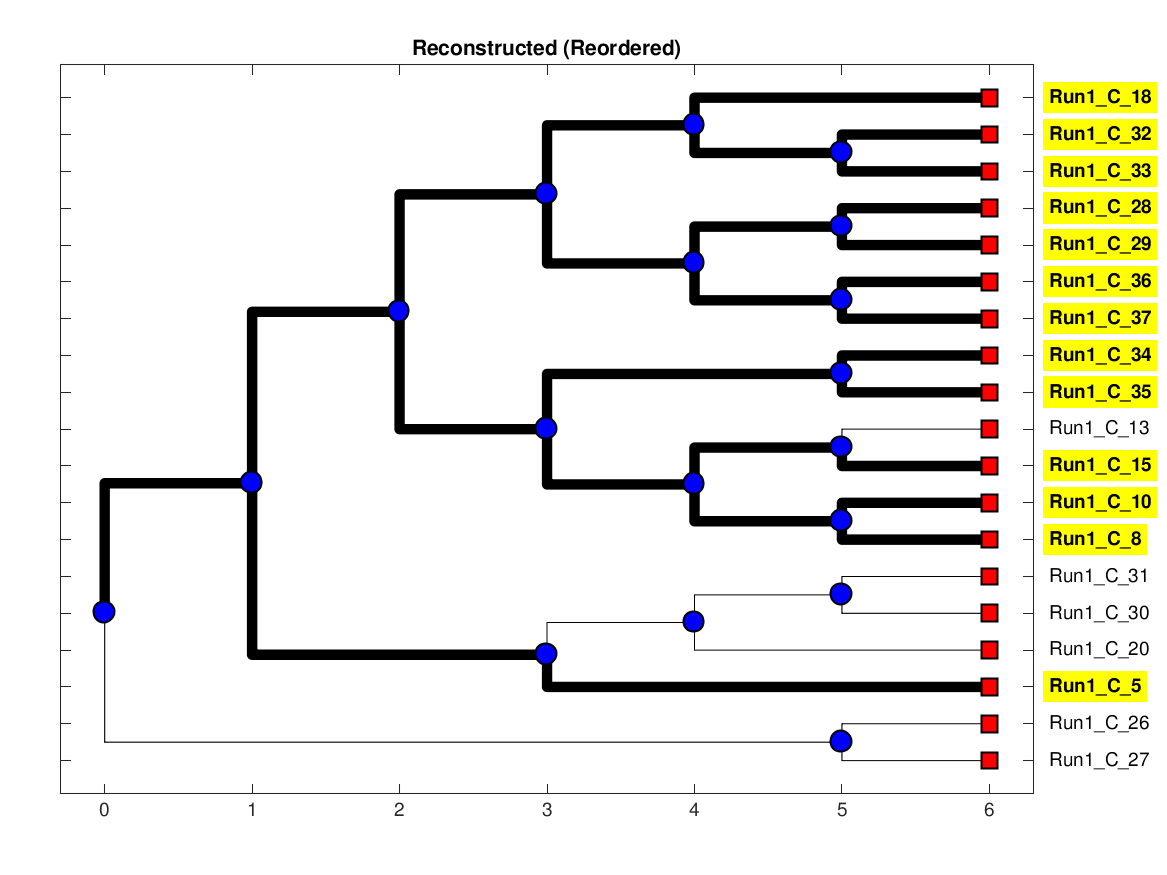 Reconstructed (Reordered)
Run1_C_18
Run1_C_32
Run1_C_33
Run1_C_28
Run1_C_29
Run1_C_36
Run1_C_37
Run1_C_34
Run1_C_35
Run1_C_13
Run1_C_15
Run1_C_10
Run1_C_8
Run1_C_31
Run1_C_30
Run1_C_20
Run1_C_5
Run1_C_26
Run1_C_27
0 1 2 3 4 5 6